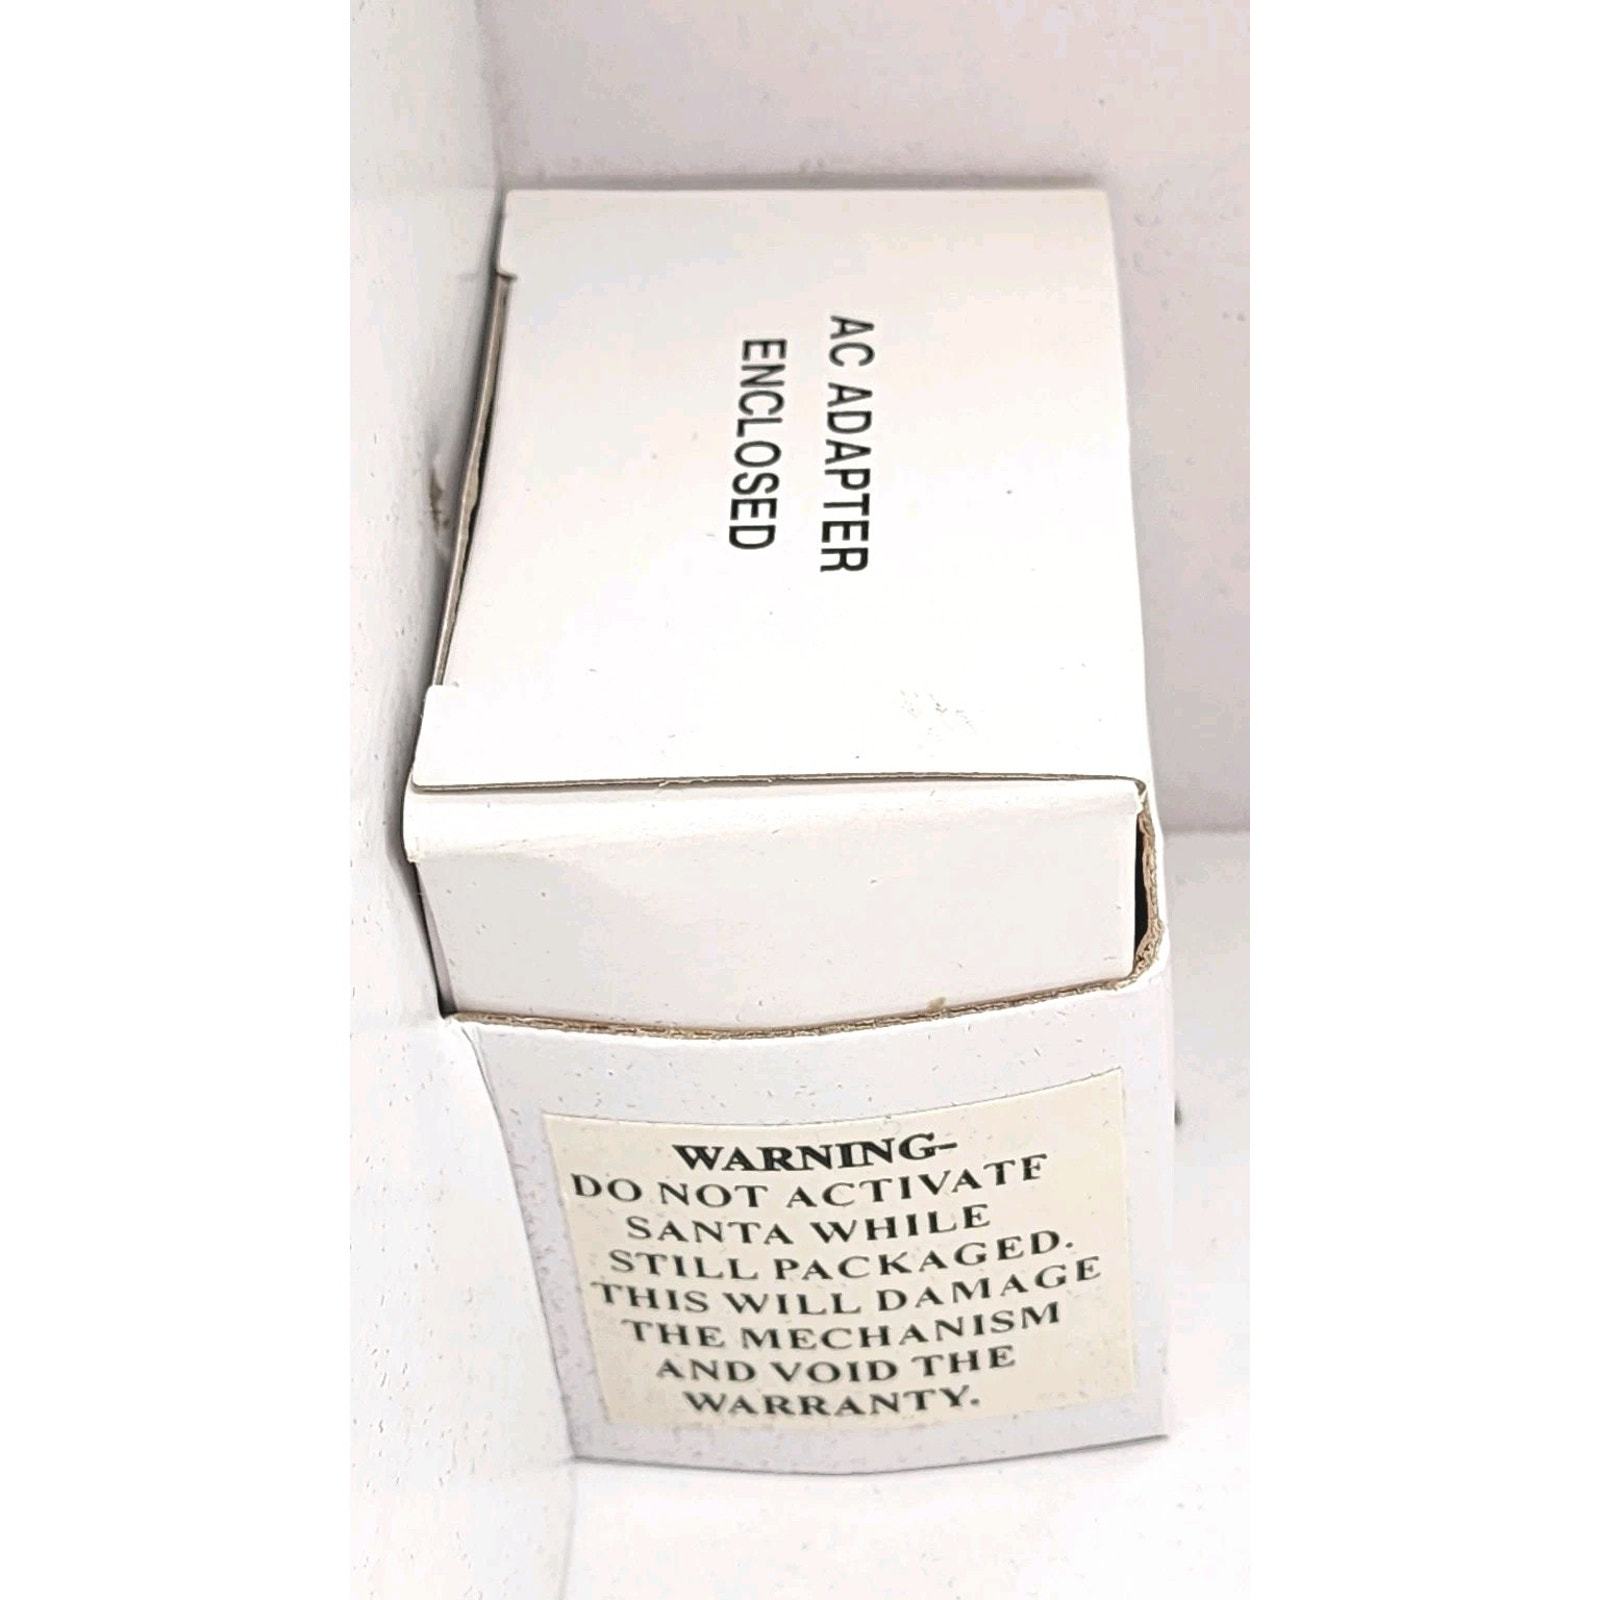 AC ADAPTER
ENCLOSED
WARNING-
DO NOT ACTIVATE
SANTA WHILE
STILL PACKAGED.
THIS WILL DAMAGE
THE MECHANISM
AND VOID THE
WARRANTY.